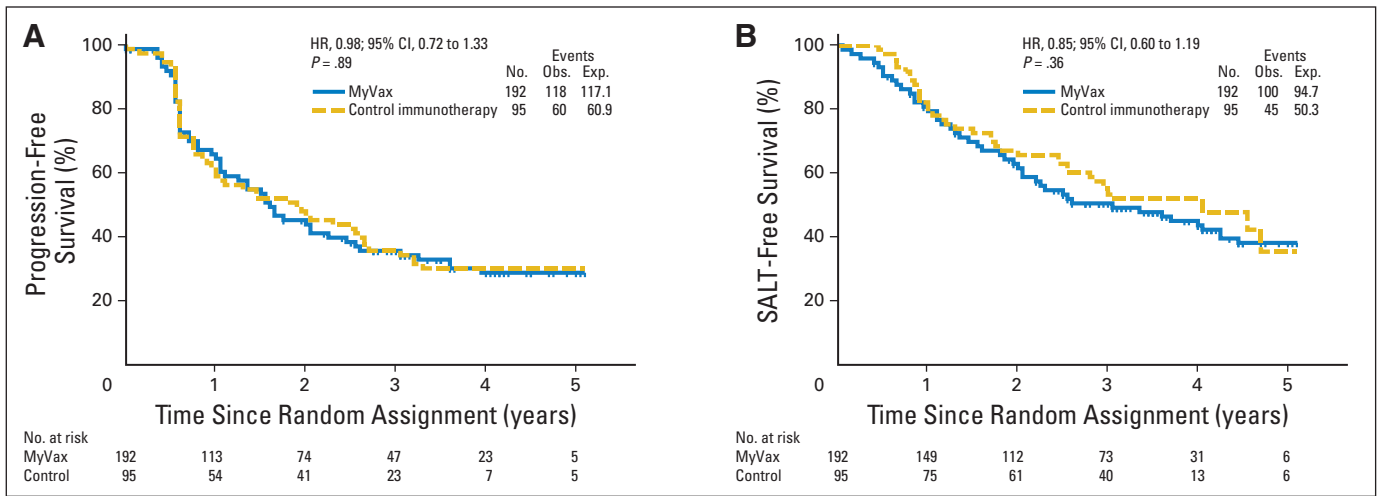 A
HR, 0.98; 95% CI, 0.72 to 1.33
P = .89
Events
No. Obs. Exp.
MyVax 192 118 117.1
Control immunotherapy 95 60 60.9
Progression-Free
Survival (%)
100
80
60
40
20
0 1 2 3 4 5
Time Since Random Assignment (years)
No. at risk
MyVax 192 113 74 47 23 5
Control 95 54 41 23 7 5
B
HR, 0.85; 95% CI, 0.60 to 1.19
P = .36
Events
No. Obs. Exp.
MyVax 192 100 94.7
Control immunotherapy 95 45 50.3
SALT-Free Survival (%)
100
80
60
40
20
0 1 2 3 4 5
Time Since Random Assignment (years)
No. at risk
MyVax 192 149 112 73 31 6
Control 95 75 61 40 13 6